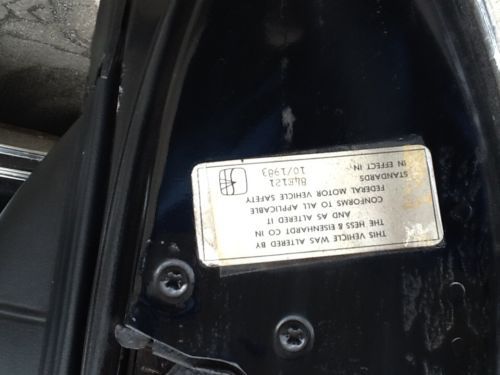 THIS VEHICLE WAS ALTERED BY
THE HESS & EISENHARDT CO IN
AND AS ALTERED IT
CONFORMS TO ALL APPLICABLE
FEDERAL MOTOR VEHICLE SAFETY
STANDARDS
IN EFFECT IN
84E121
10/1983